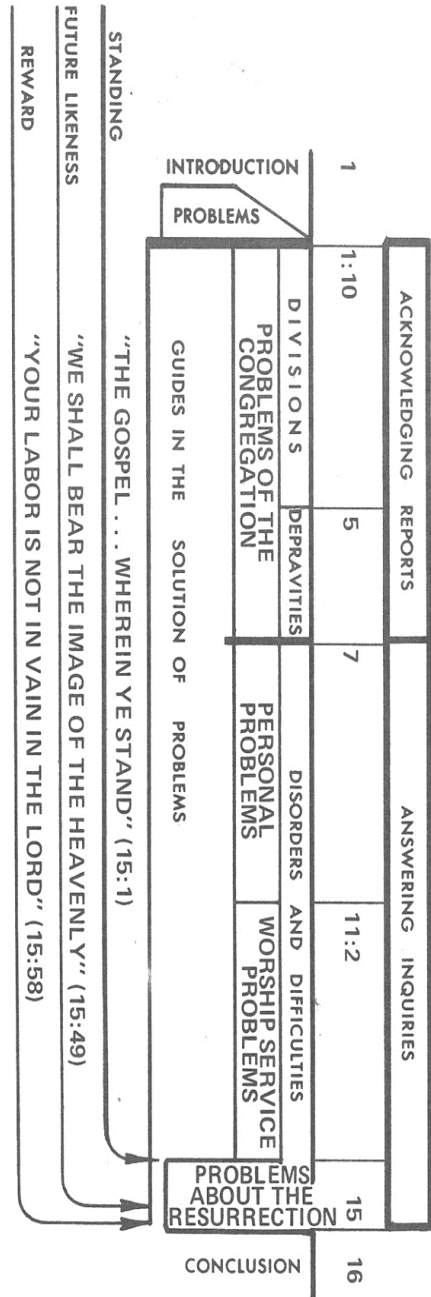 ACKNOWLEDGING REPORTS
ANSWERING INQUIRIES
1
1:10
5
7
11:2
15
16
INTRODUCTION
PROBLEMS
DIVISIONS
DEPRAVITIES
DISORDERS AND DIFFICULTIES
PROBLEMS OF THE
CONGREGATION
PERSONAL
PROBLEMS
WORSHIP SERVICE
PROBLEMS
GUIDES IN THE SOLUTION OF PROBLEMS
PROBLEMS
ABOUT THE
RESURRECTION
CONCLUSION
STANDING
"THE GOSPEL . . . WHEREIN YE STAND" (15:1)
FUTURE LIKENESS
"WE SHALL BEAR THE IMAGE OF THE HEAVENLY" (15:49)
REWARD
"YOUR LABOR IS NOT IN VAIN IN THE LORD" (15:58)